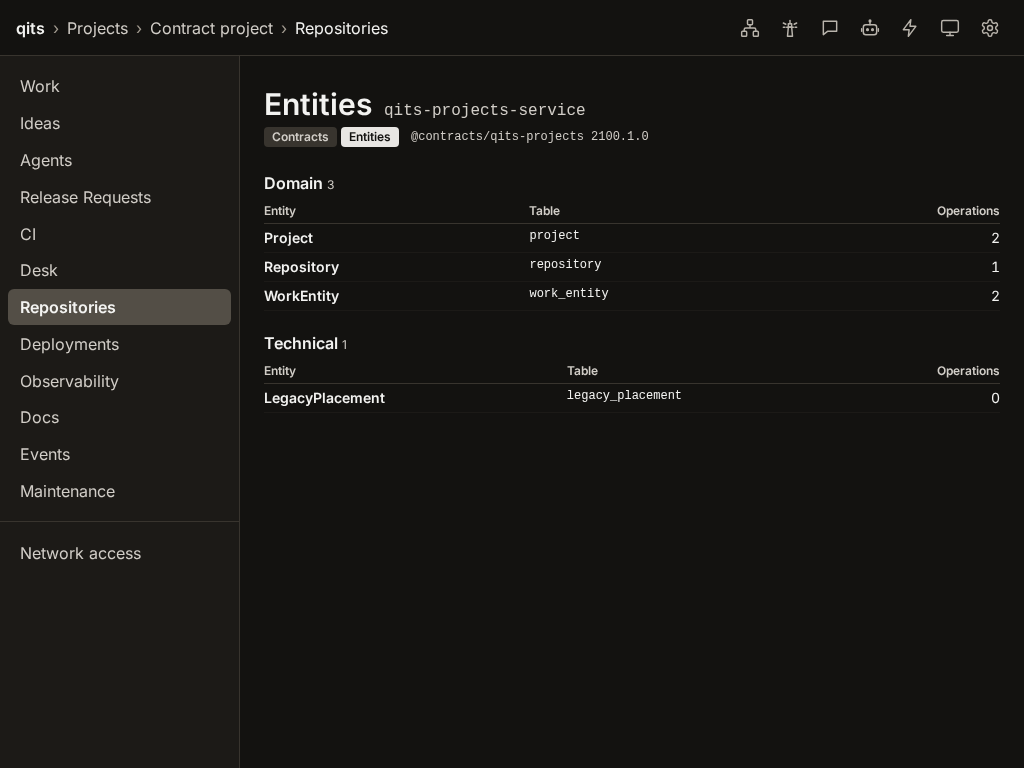 qits › Projects › Contract project › Repositories
Work
Ideas
Agents
Release Requests
CI
Desk
Repositories
Deployments
Observability
Docs
Events
Maintenance
Network access
Entities qits-projects-service
Contracts Entities @contracts/qits-projects 2100.1.0
Domain 3
Entity Table Operations
Project project 2
Repository repository 1
WorkEntity work_entity 2
Technical 1
Entity Table Operations
LegacyPlacement legacy_placement 0